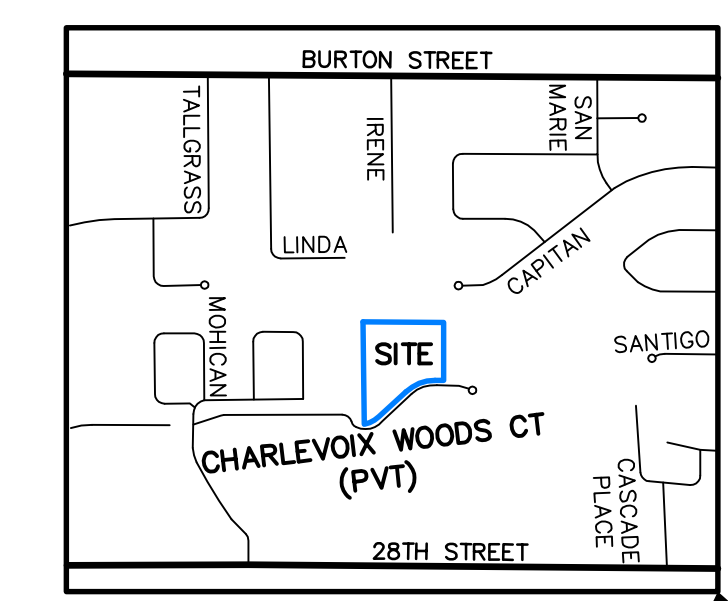 BURTON STREET
TALLGRASS
IRENE
SAN
MARIE
LINDA
CAPITAN
MOHICAN
SITE
SANTIGO
CHARLEVOIX WOODS CT
(PVT)
CASCADE
PLACE
28TH STREET